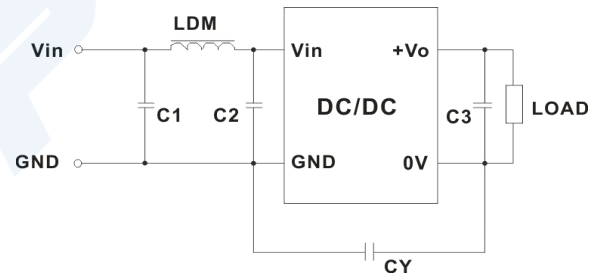 LDM
Vin
Vin
+Vo
C1
C2
DC/DC
C3
LOAD
GND
GND
0V
CY